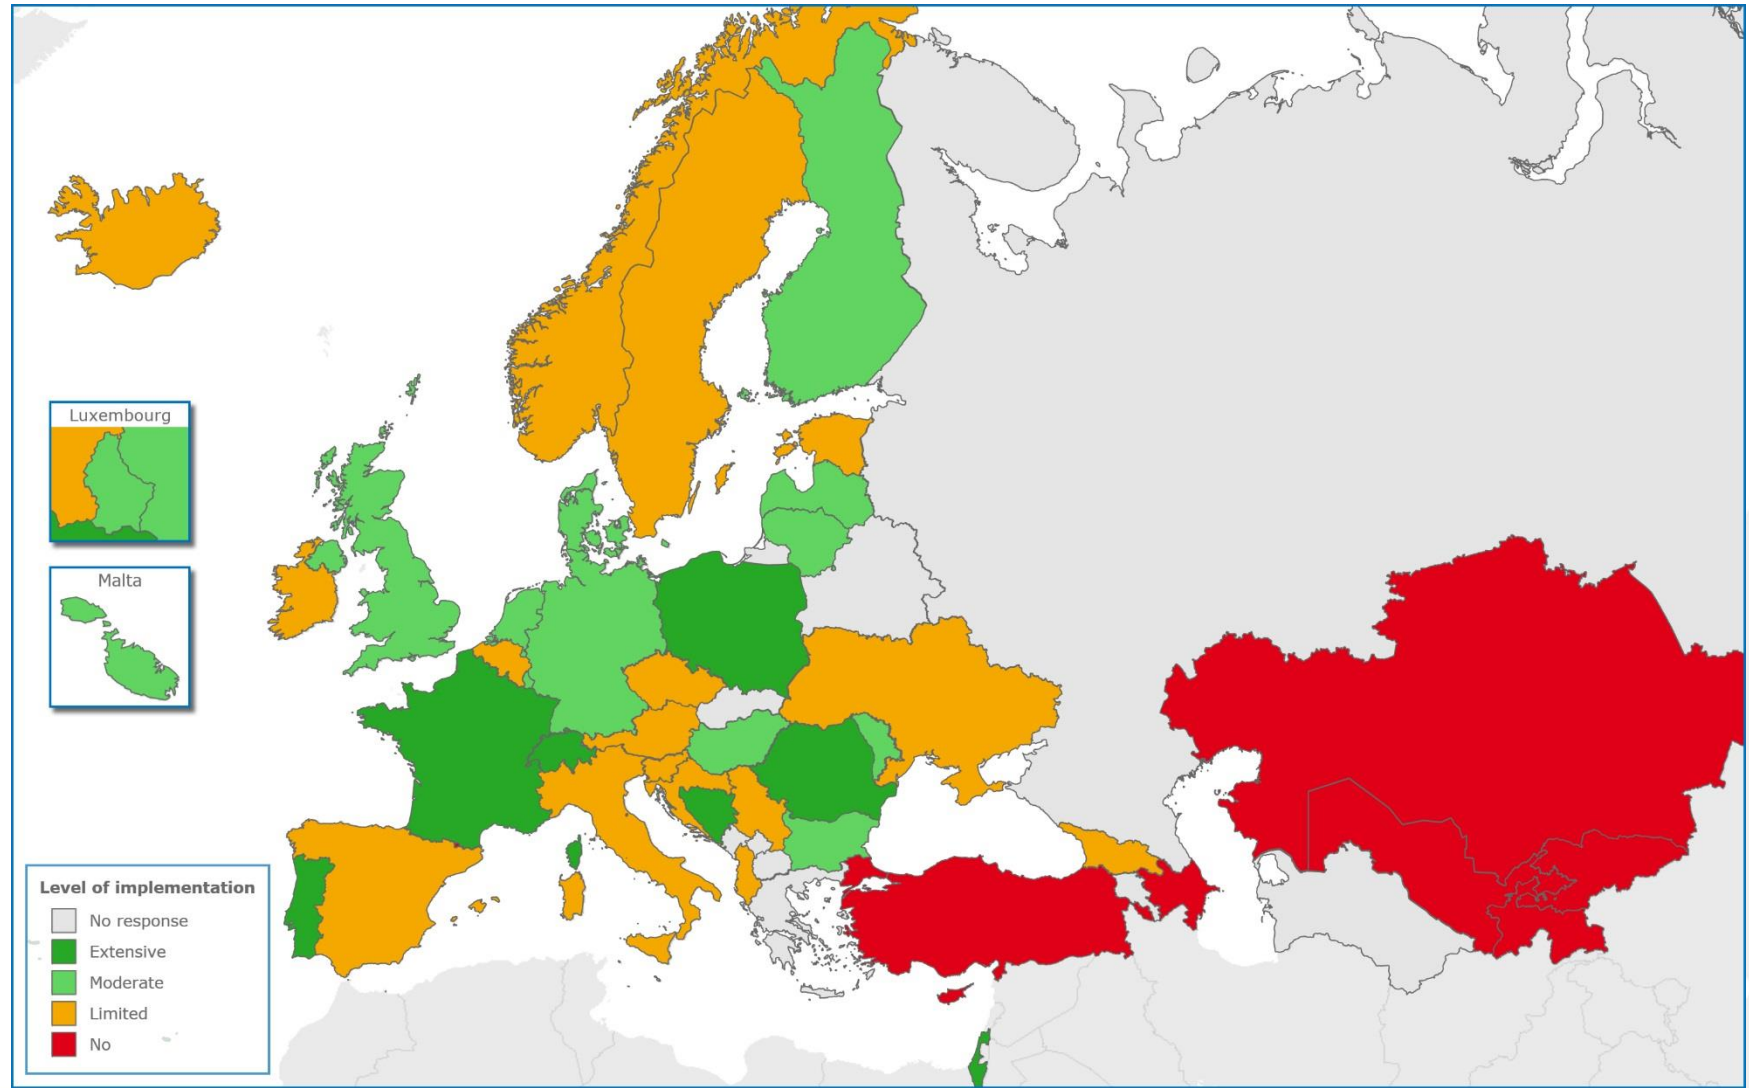 Luxembourg
Malta
Level of implementation
No response
Extensive
Moderate
Limited
No